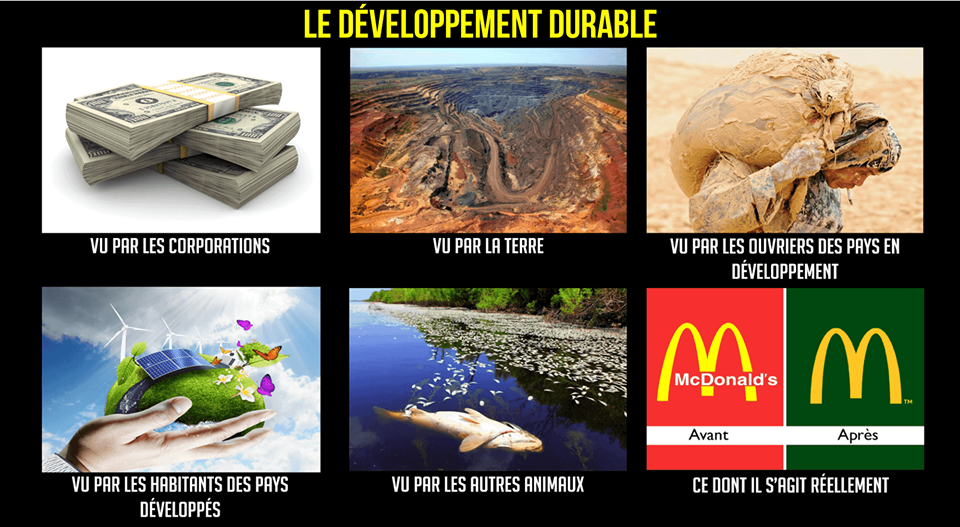 LE DÉVELOPPEMENT DURABLE
VU PAR LES CORPORATIONS
VU PAR LA TERRE
VU PAR LES OUVRIERS DES PAYS EN
DÉVELOPPEMENT
VU PAR LES HABITANTS DES PAYS
DÉVELOPPÉS
VU PAR LES AUTRES ANIMAUX
McDonald's
TM
Avant
Après
CE DONT IL S'AGIT RÉELLEMENT